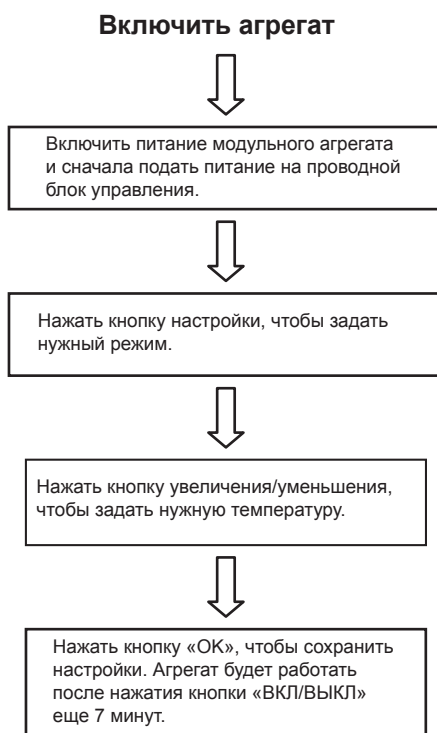 Включить агрегат
Включить питание модульного агрегата
и сначала подать питание на проводной
блок управления.
Нажать кнопку настройки, чтобы задать
нужный режим.
Нажать кнопку увеличения/уменьшения,
чтобы задать нужную температуру.
Нажать кнопку «OK», чтобы сохранить
настройки. Агрегат будет работать
после нажатия кнопки «ВКЛ/ВЫКЛ»
еще 7 минут.